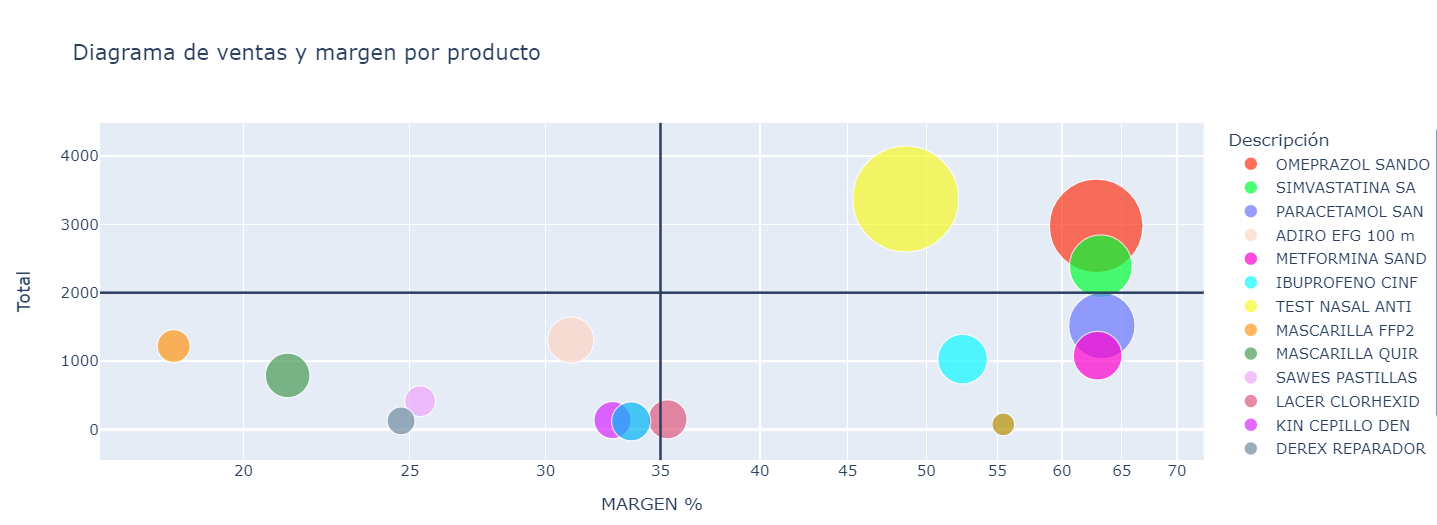 Diagrama de ventas y margen por producto
Total
4000
3000
2000
1000
0
20
25
30
35
40
45
50
55
60
65
70
MARGEN %
Descripción
OMEPRAZOL SANDO
SIMVASTATINA SA
PARACETAMOL SAN
ADIRO EFG 100 m
METFORMINA SAND
IBUPROFENO CINF
TEST NASAL ANTI
MASCARILLA FFP2
MASCARILLA QUIR
SAWES PASTILLAS
LACER CLORHEXID
KIN CEPILLO DEN
DEREX REPARADOR